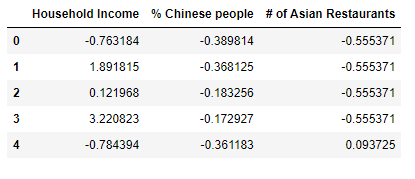 Household Income % Chinese people # of Asian Restaurants
0 -0.763184 -0.389814 -0.555371
1 1.891815 -0.368125 -0.555371
2 0.121968 -0.183256 -0.555371
3 3.220823 -0.172927 -0.555371
4 -0.784394 -0.361183 0.093725